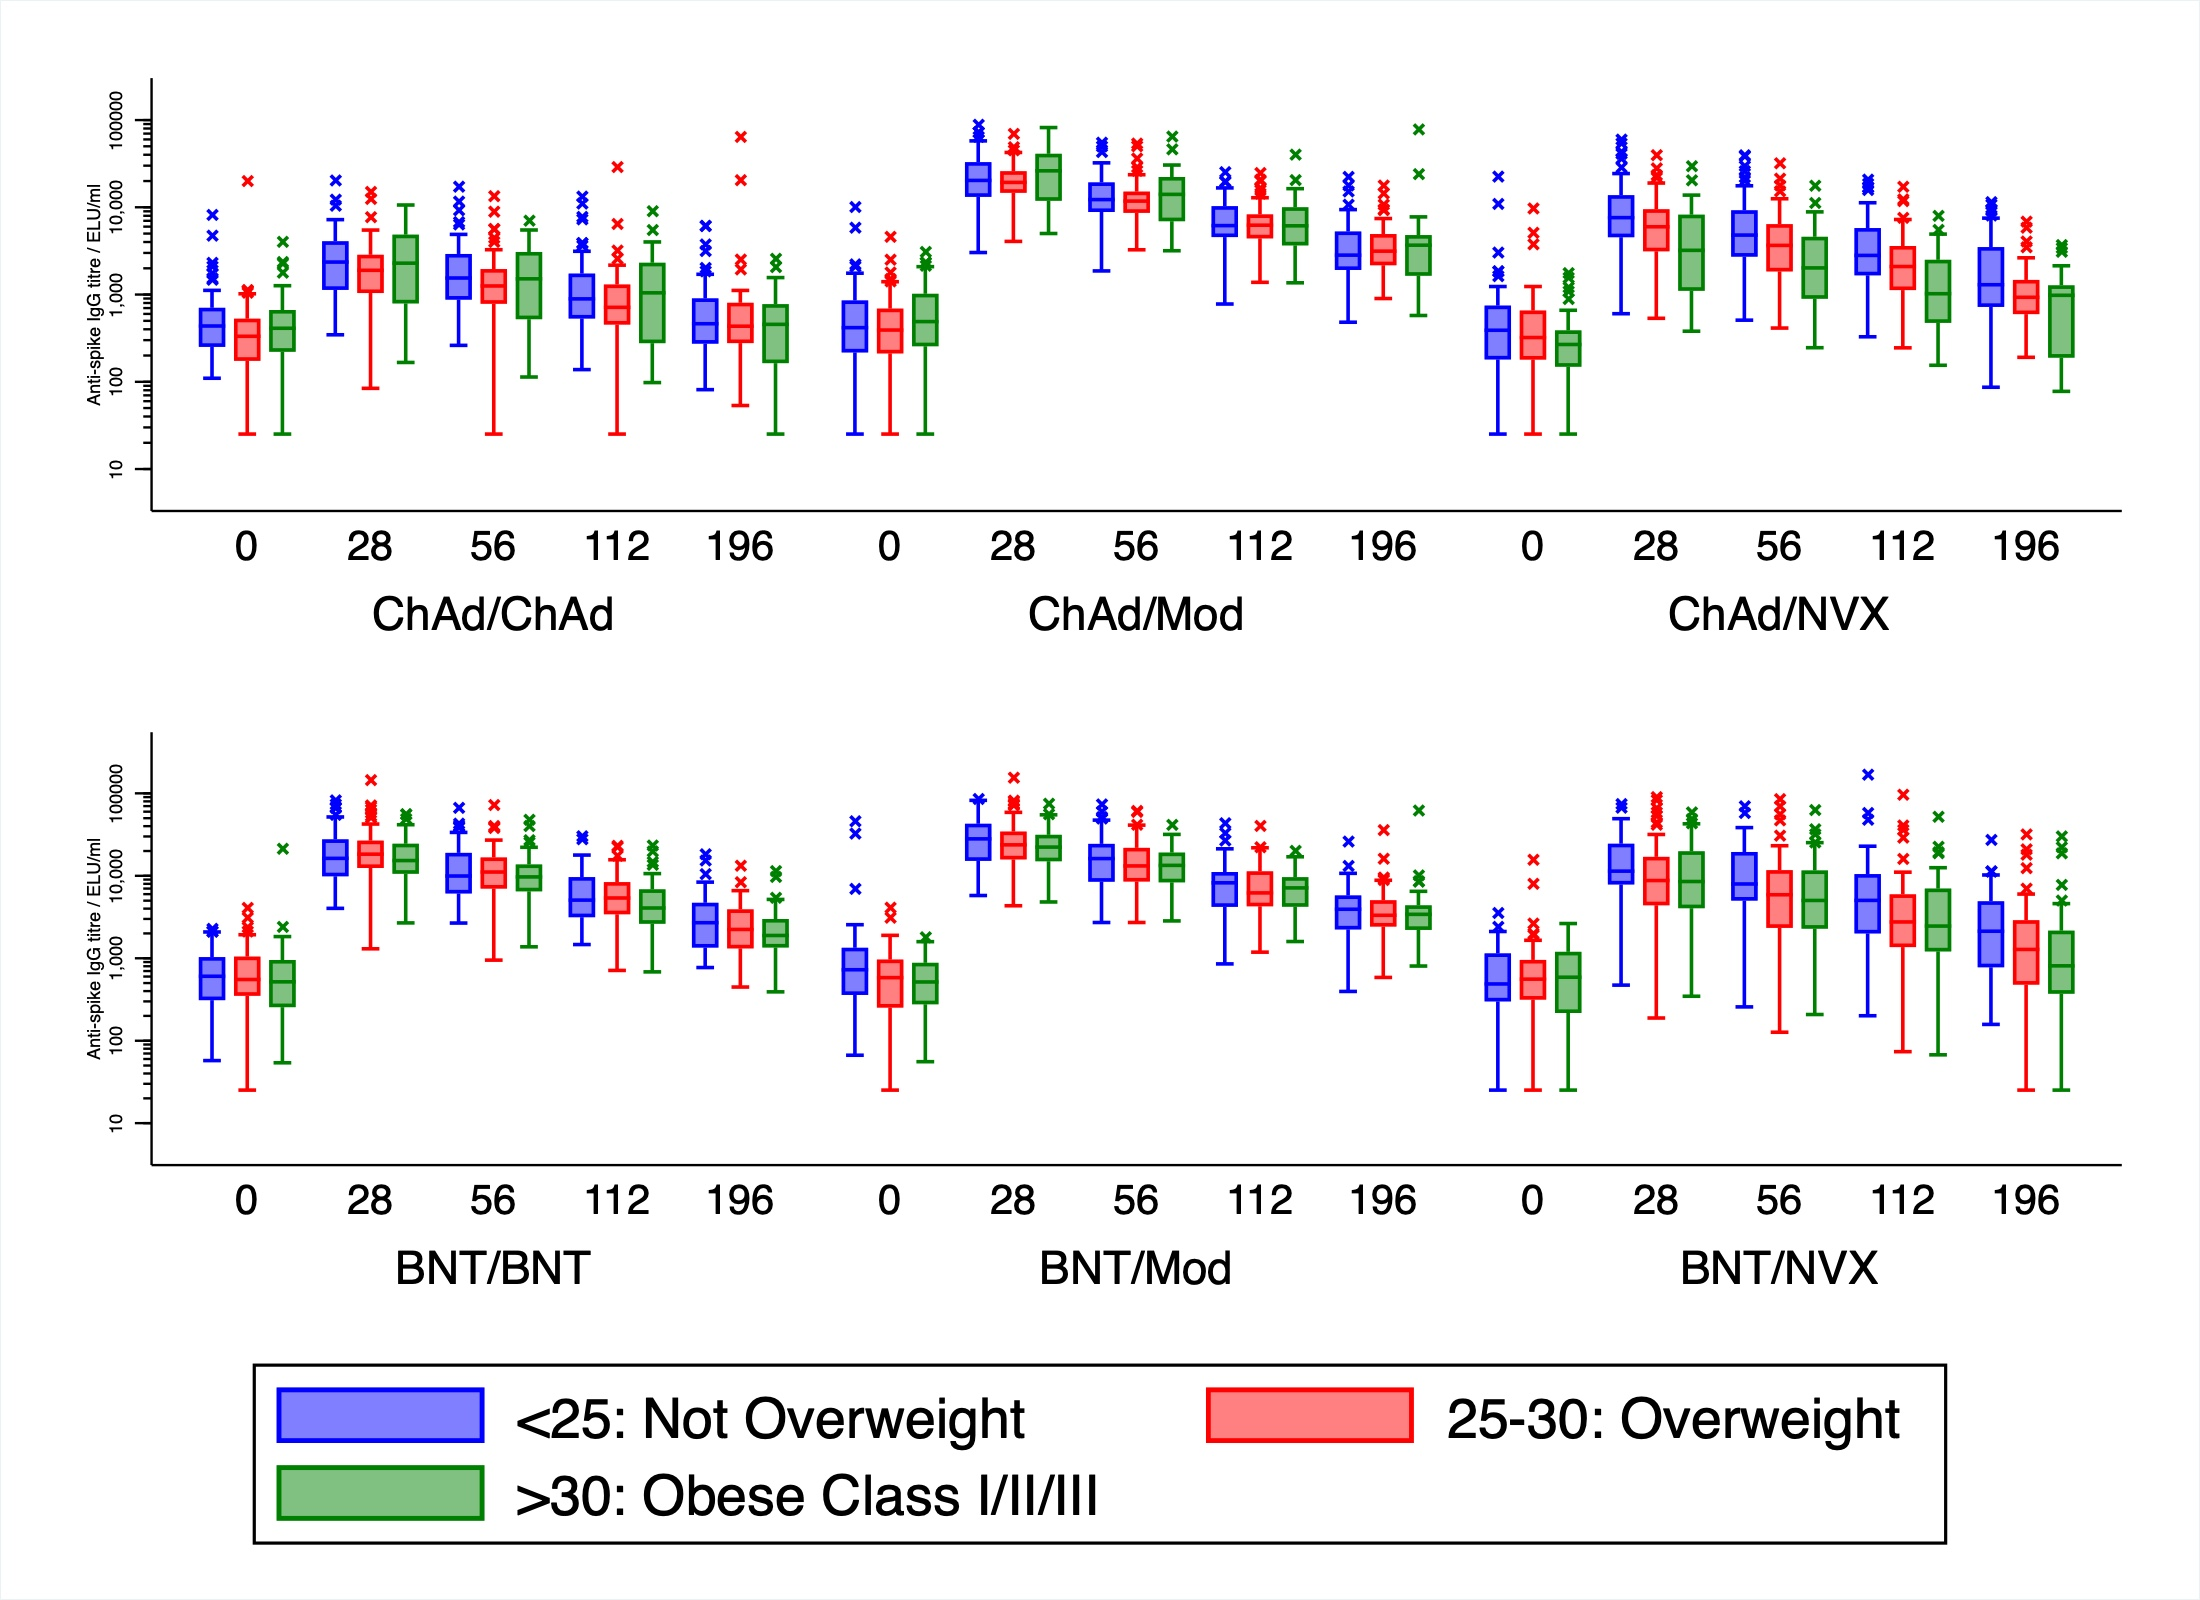 Anti-spike IgG titre / ELU/ml
100000
10,000
1,000
100
10
0 28 56 112 196 0 28 56 112 196 0 28 56 112 196
ChAd/ChAd ChAd/Mod ChAd/NVX
Anti-spike IgG titre / ELU/ml
100000
10,000
1,000
100
10
0 28 56 112 196 0 28 56 112 196 0 28 56 112 196
BNT/BNT BNT/Mod BNT/NVX
<25: Not Overweight 25-30: Overweight
>30: Obese Class I/II/III